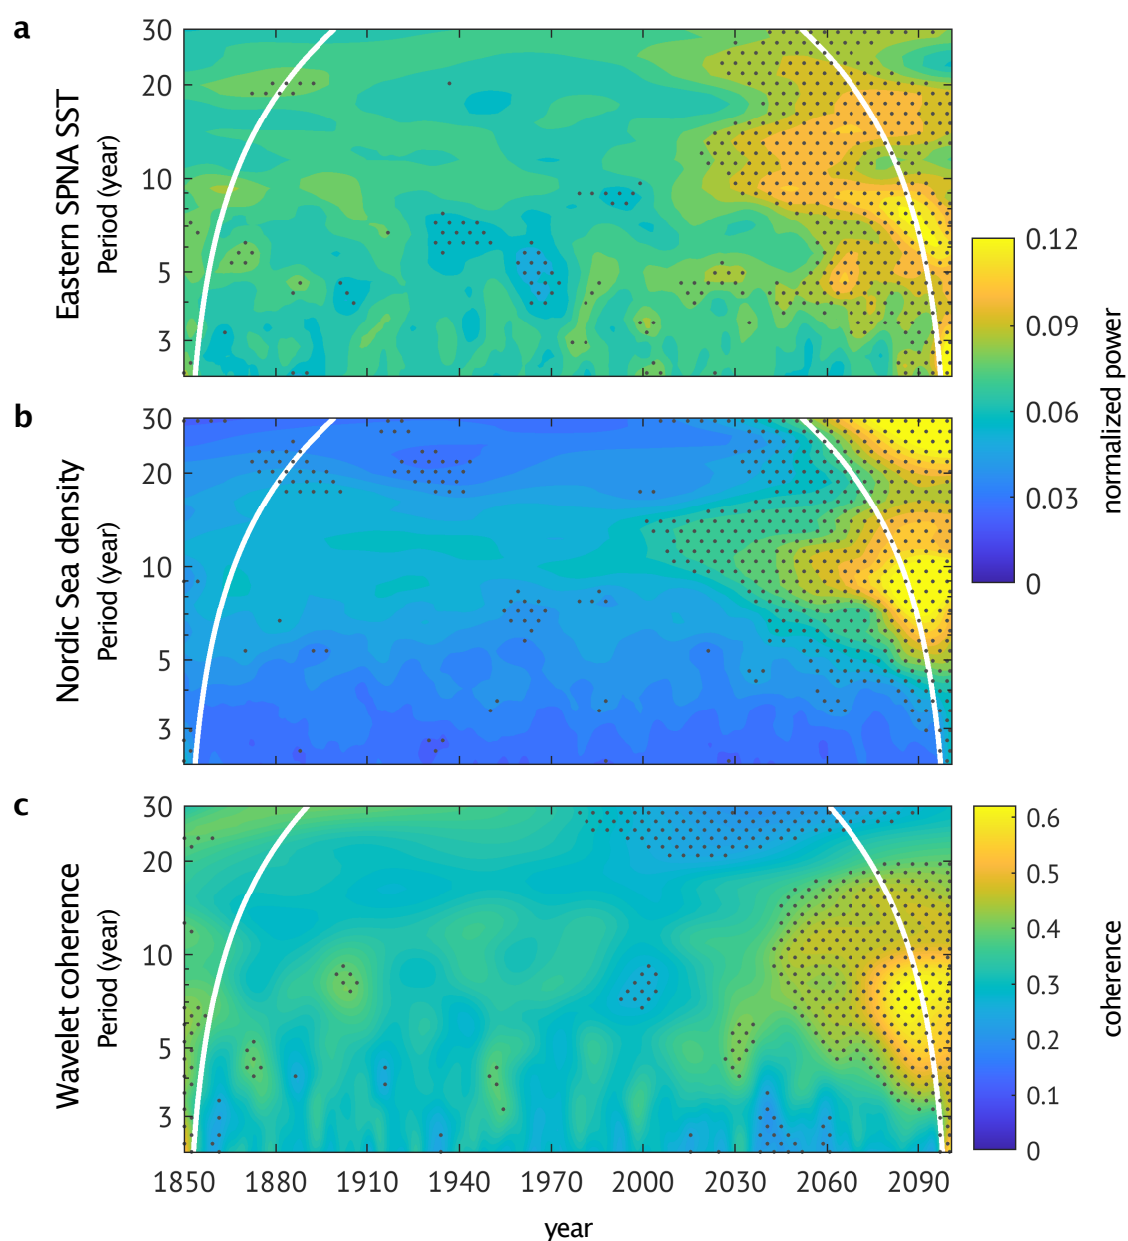 a
Eastern SPNA SST
Period (year)
30
20
10
5
3
b
Nordic Sea density
Period (year)
30
20
10
5
3
0.12
0.09
0.06
0.03
0
normalized power
c
Wavelet coherence
Period (year)
30
20
10
5
3
0.6
0.5
0.4
0.3
0.2
0.1
0
coherence
1850 1880 1910 1940 1970 2000 2030 2060 2090
year